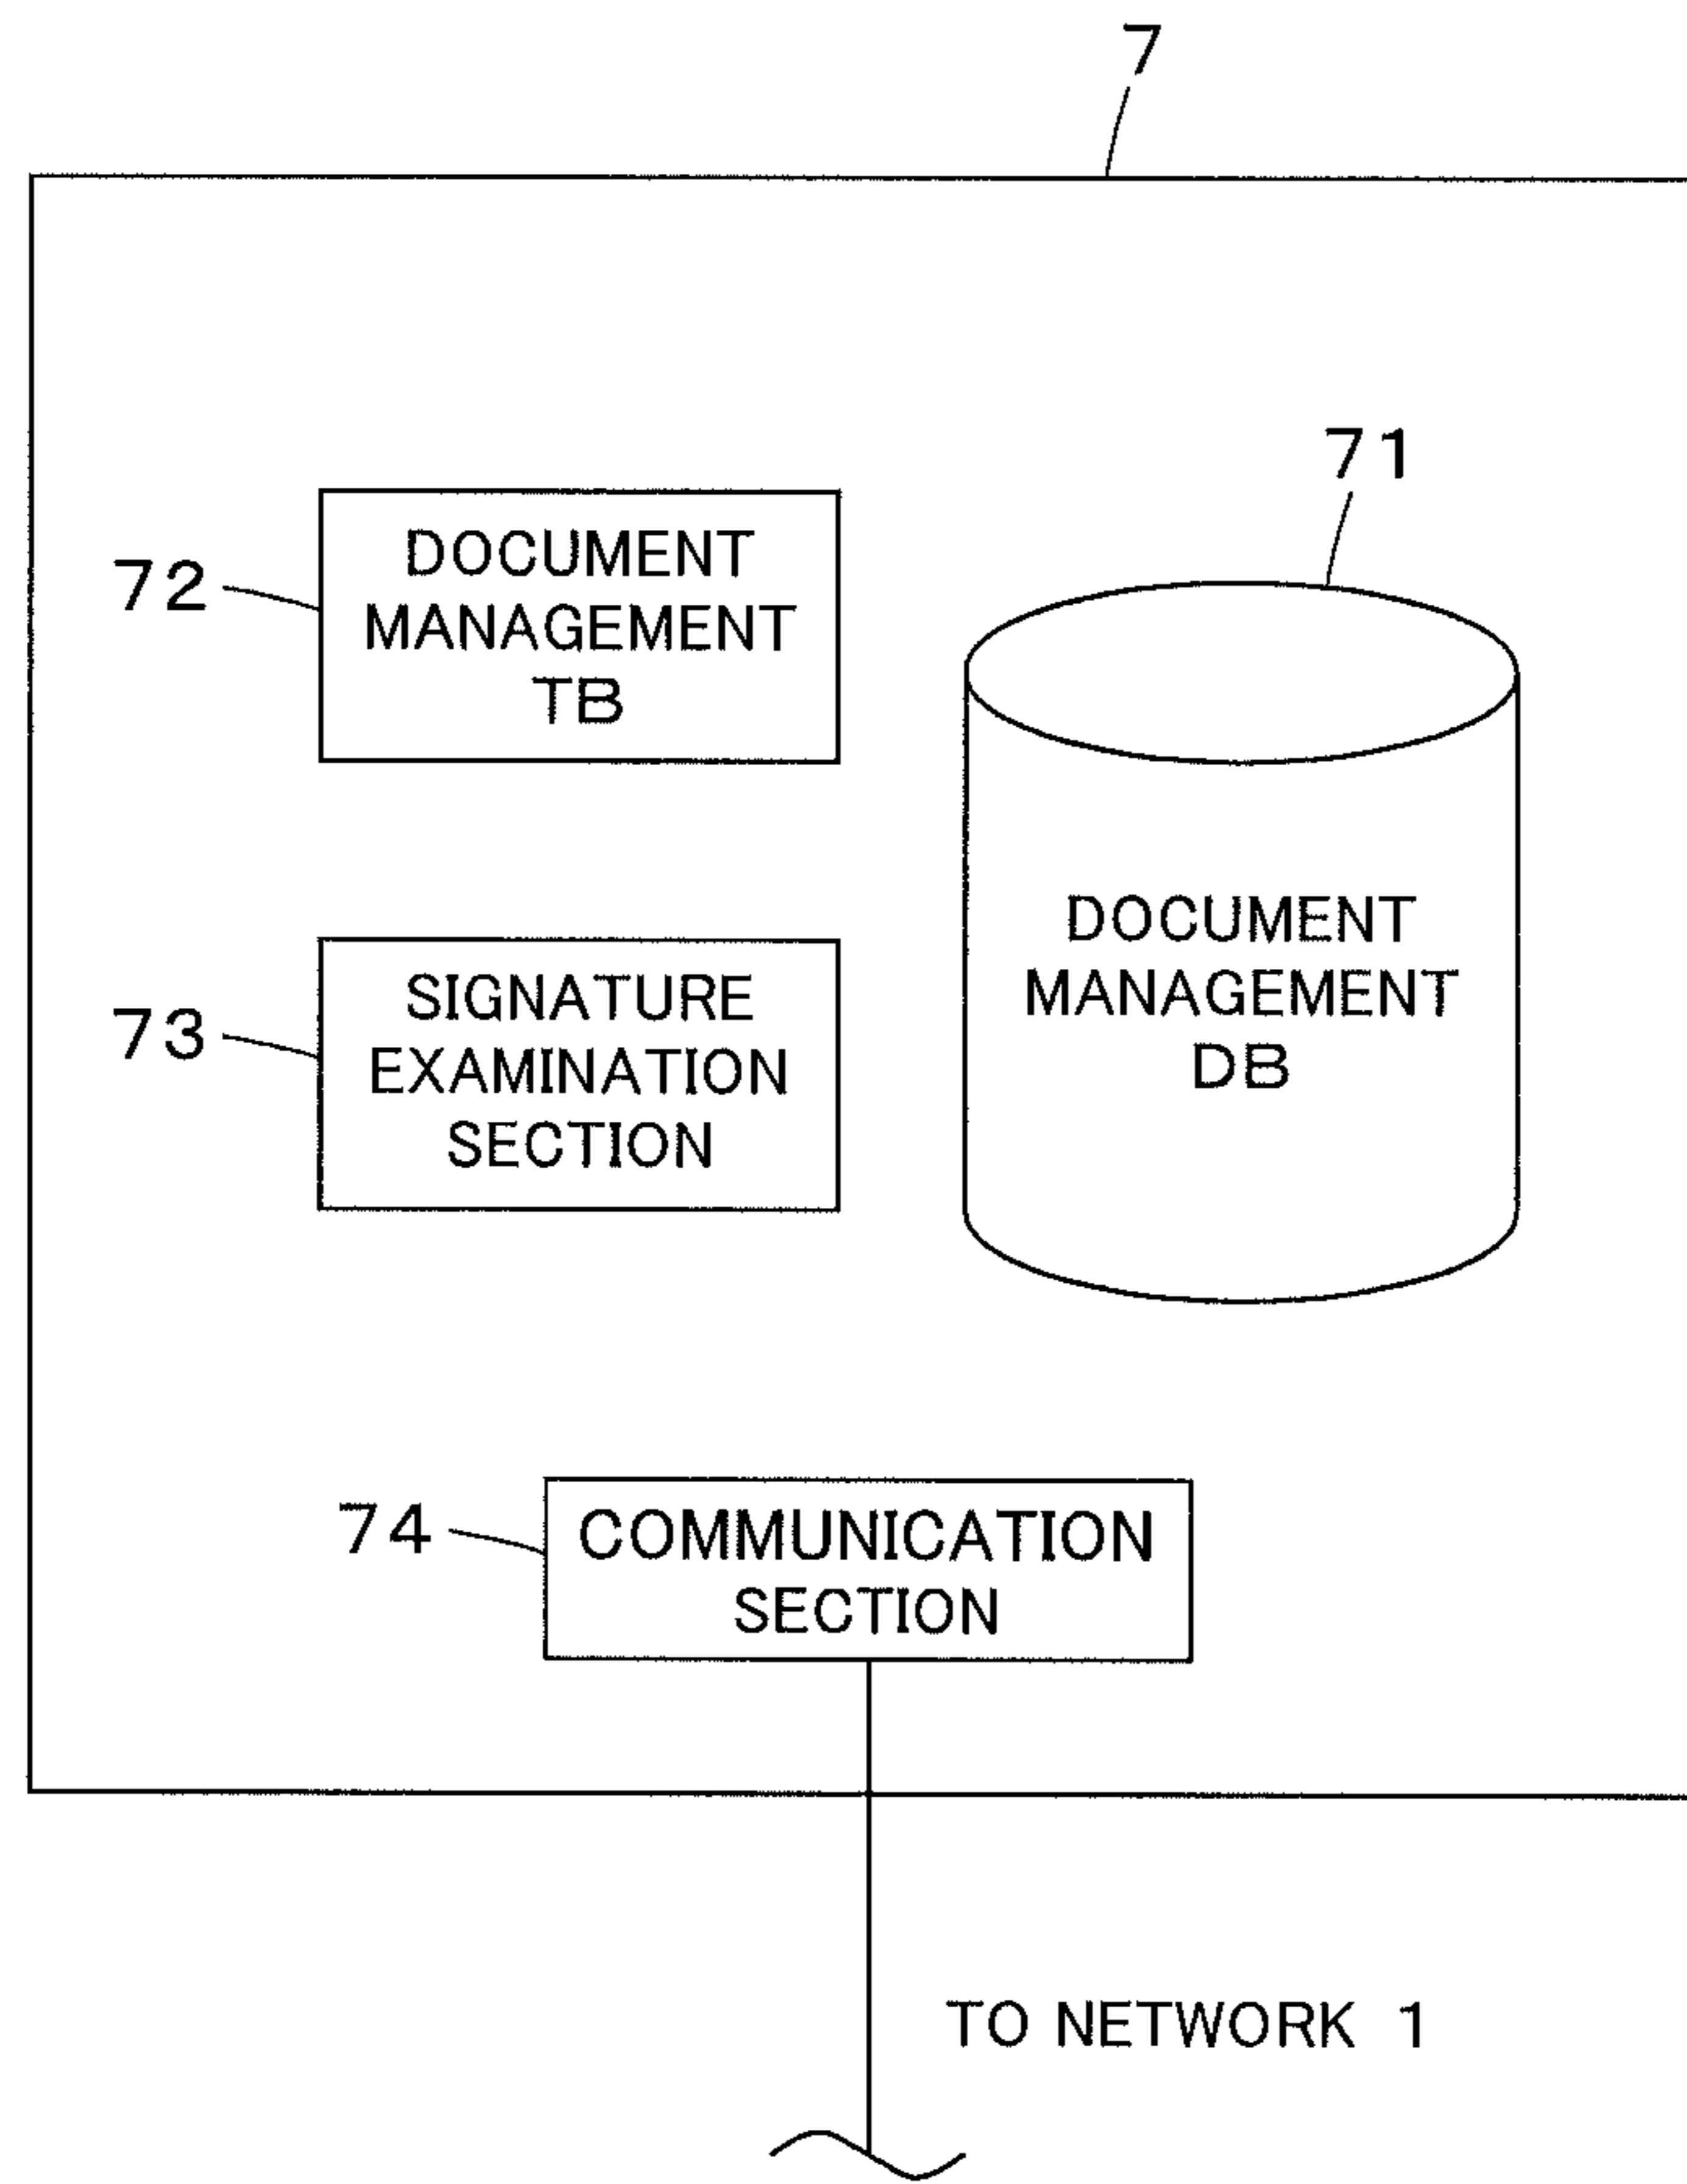 7
71
72
DOCUMENT
MANAGEMENT
TB
DOCUMENT
MANAGEMENT
DB
73
SIGNATURE
EXAMINATION
SECTION
74
COMMUNICATION
SECTION
TO NETWORK 1